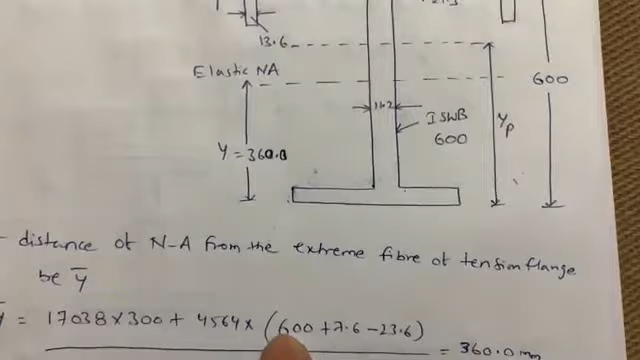 13.6
Elastic NA
600
11.2
ISWB
600
yp
Y = 360.0
distance of N-A from the extreme fibre of tension flange
be ȳ
= 17038×300 + 4564× (600 +7.6 -23.6)
= 360.0 mm